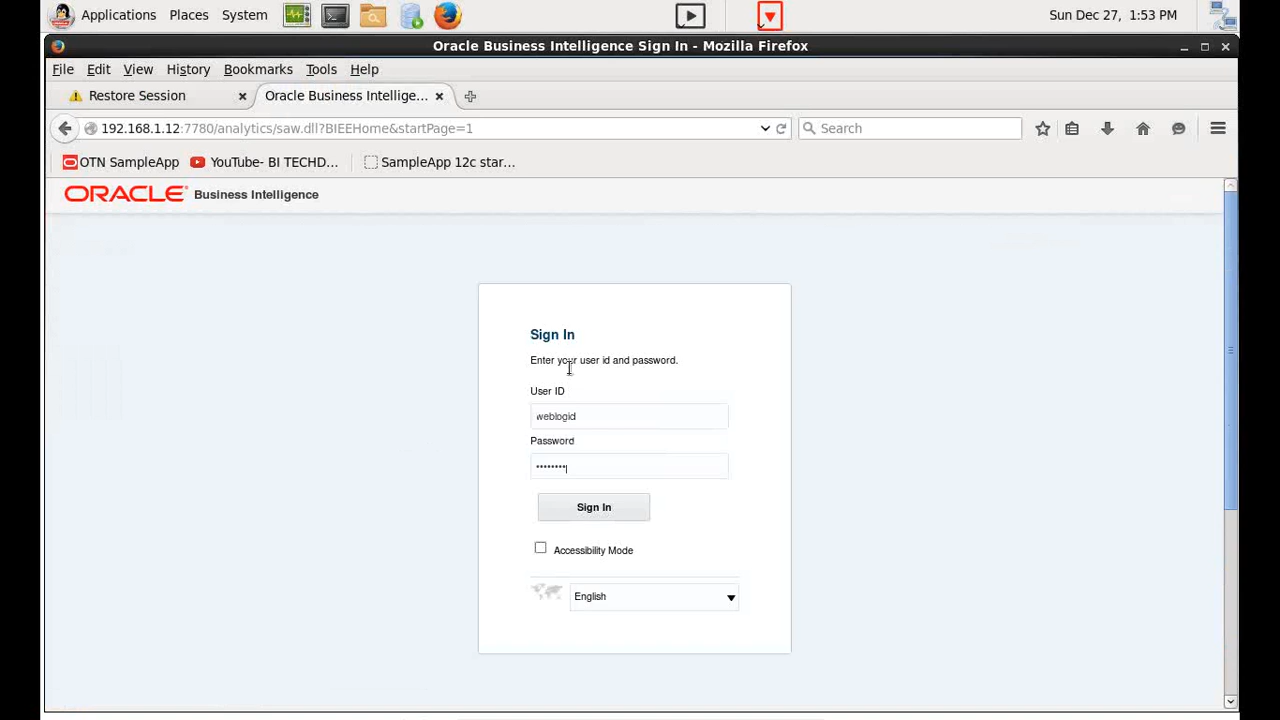 Applications Places System Sun Dec 27, 1:53 PM
Oracle Business Intelligence Sign In - Mozilla Firefox
File Edit View History Bookmarks Tools Help
Restore Session Oracle Business Intellige...
192.168.1.12:7780/analytics/saw.dll?BIEEHome&startPage=1 Search
OTN SampleApp YouTube- BI TECHD... SampleApp 12c star...
ORACLE Business Intelligence
Sign In
Enter your user id and password.
User ID
weblogid
Password
••••••••
Sign In
Accessibility Mode
English